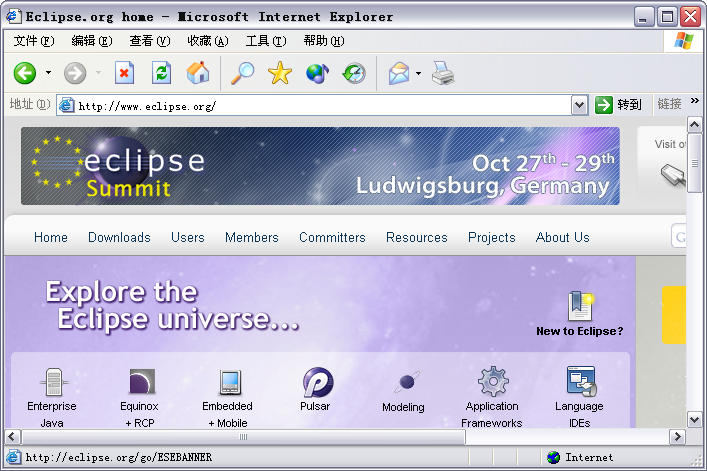 Eclipse.org home - Microsoft Internet Explorer
文件(F) 编辑(E) 查看(V) 收藏(A) 工具(T) 帮助(H)
地址(D) http://www.eclipse.org/ 转到 链接 »
eclipse
Summit
Oct 27th - 29th
Ludwigsburg, Germany
Visit
Home Downloads Users Members Committers Resources Projects About Us
G
Explore the
Eclipse universe...
New to Eclipse?
Enterprise
Java
Equinox
+ RCP
Embedded
+ Mobile
Pulsar
Modeling
Application
Frameworks
Language
IDEs
http://eclipse.org/go/ESEBANNER Internet